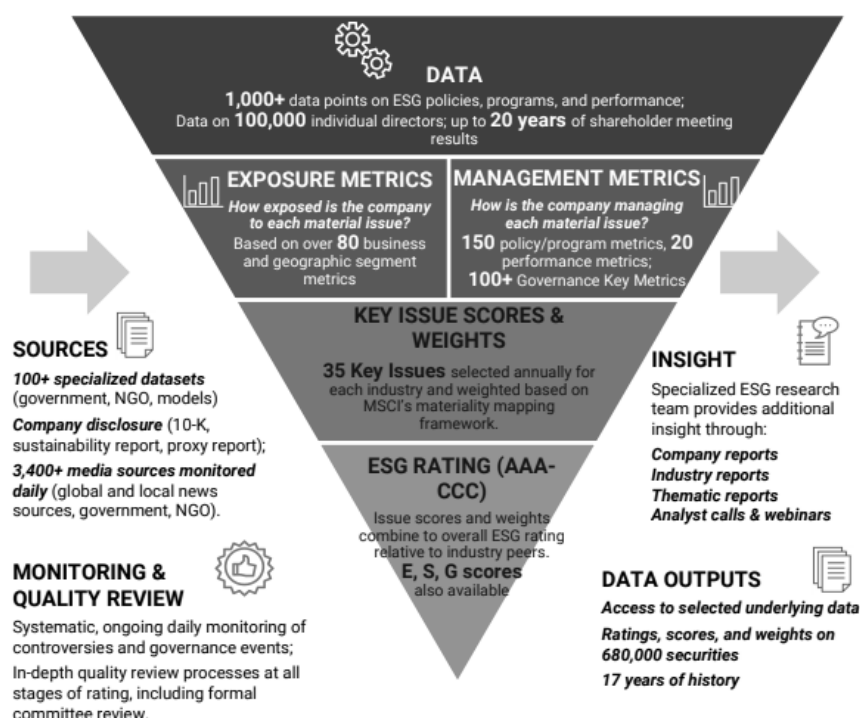 DATA
1,000+ data points on ESG policies, programs, and performance;
Data on 100,000 individual directors; up to 20 years of shareholder meeting
results
EXPOSURE METRICS
How exposed is the company
to each material issue?
Based on over 80 business
and geographic segment
metrics
MANAGEMENT METRICS
How is the company managing
each material issue?
150 policy/program metrics, 20
performance metrics;
100+ Governance Key Metrics
KEY ISSUE SCORES &
WEIGHTS
35 Key Issues selected annually for
each industry and weighted based on
MSCI's materiality mapping
framework.
ESG RATING (AAA-
CCC)
Issue scores and weights
combine to overall ESG rating
relative to industry peers.
E, S, G scores
also available
SOURCES
100+ specialized datasets
(government, NGO, models)
Company disclosure (10-K,
sustainability report, proxy report);
3,400+ media sources monitored
daily (global and local news
sources, government, NGO).
MONITORING &
QUALITY REVIEW
Systematic, ongoing daily monitoring of
controversies and governance events;
In-depth quality review processes at all
stages of rating, including formal
committee review.
INSIGHT
Specialized ESG research
team provides additional
insight through:
Company reports
Industry reports
Thematic reports
Analyst calls & webinars
DATA OUTPUTS
Access to selected underlying data
Ratings, scores, and weights on
680,000 securities
17 years of history